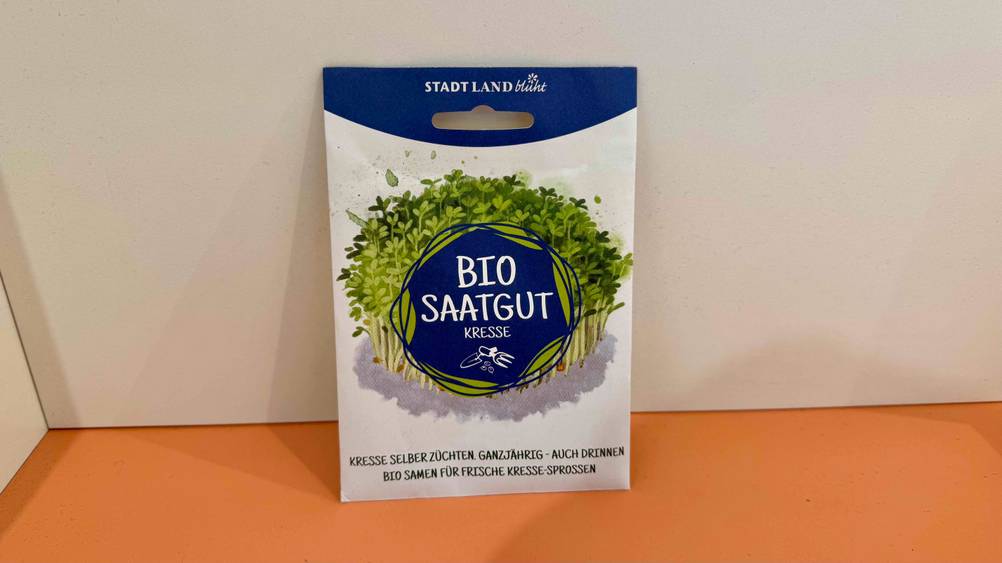 STADT LAND blüht
BIO
SAATGUT
KRESSE
KRESSE SELBER ZÜCHTEN. GANZJÄHRIG - AUCH DRINNEN
BIO SAMEN FÜR FRISCHE KRESSE-SPROSSEN